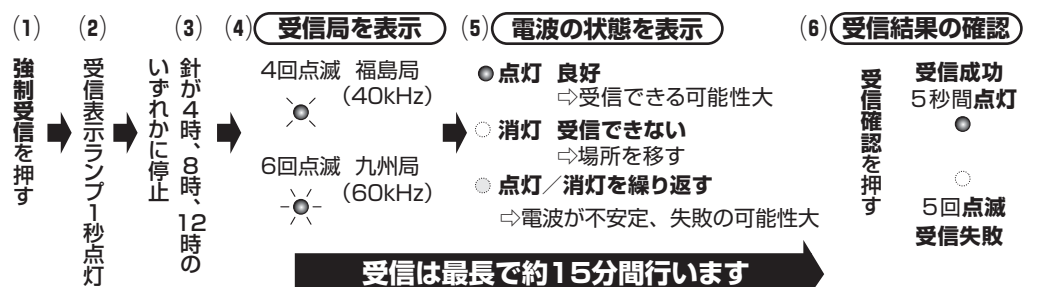 (1)
強制受信を押す
(2)
受信表示ランプ1秒点灯
(3)
針が4時、8時、12時の
いずれかに停止
(4) 受信局を表示
4回点滅 福島局
(40kHz)
6回点滅 九州局
(60kHz)
(5) 電波の状態を表示
点灯 良好
⇨受信できる可能性大
消灯 受信できない
⇨場所を移す
点灯／消灯を繰り返す
⇨電波が不安定、失敗の可能性大
受信は最長で約15分間行います
(6) 受信結果の確認
受信確認を押す
受信成功
5秒間点灯
5回点滅
受信失敗